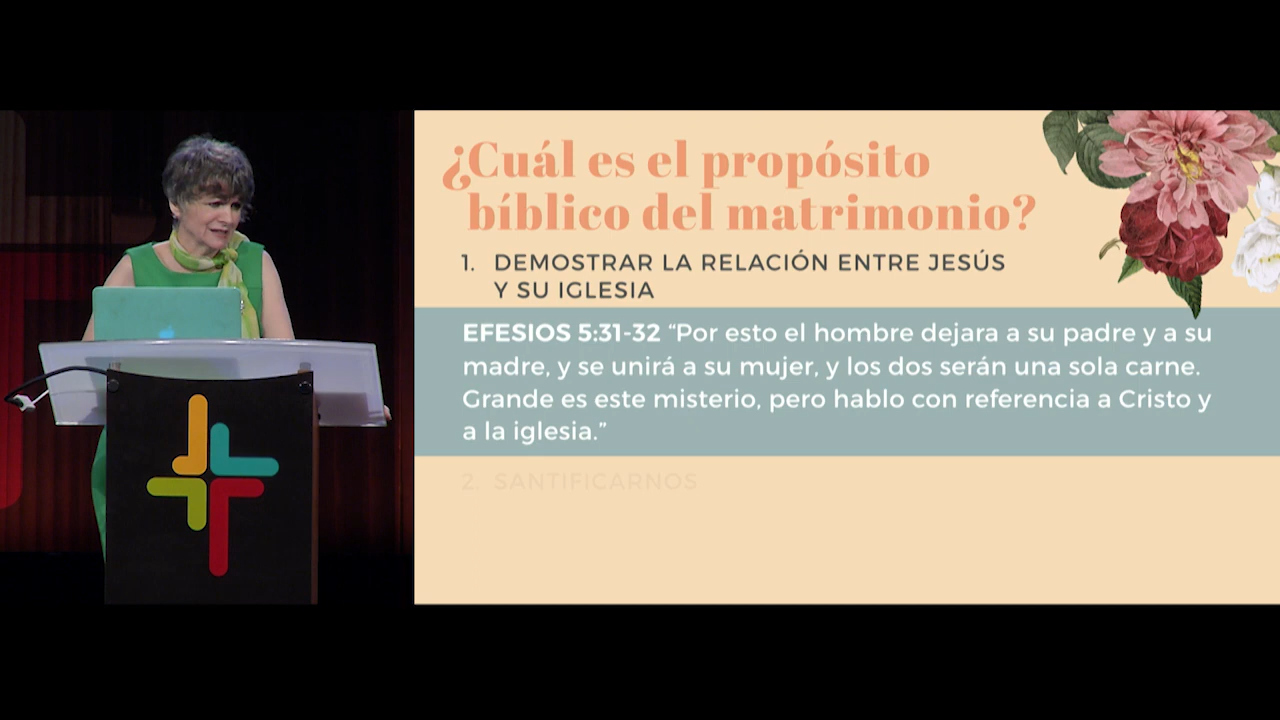 ¿Cuál es el propósito
bíblico del matrimonio?
1. DEMOSTRAR LA RELACIÓN ENTRE JESÚS
Y SU IGLESIA
EFESIOS 5:31-32 “Por esto el hombre dejara a su padre y a su
madre, y se unirá a su mujer, y los dos serán una sola carne.
Grande es este misterio, pero hablo con referencia a Cristo y
a la iglesia.”
2. SANTIFICARNOS